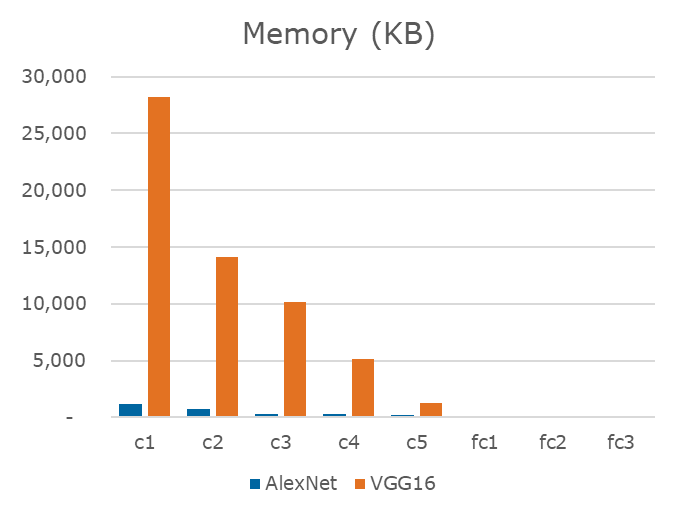 Memory (KB)
30,000
25,000
20,000
15,000
10,000
5,000
-
c1 c2 c3 c4 c5 fc1 fc2 fc3
AlexNet VGG16